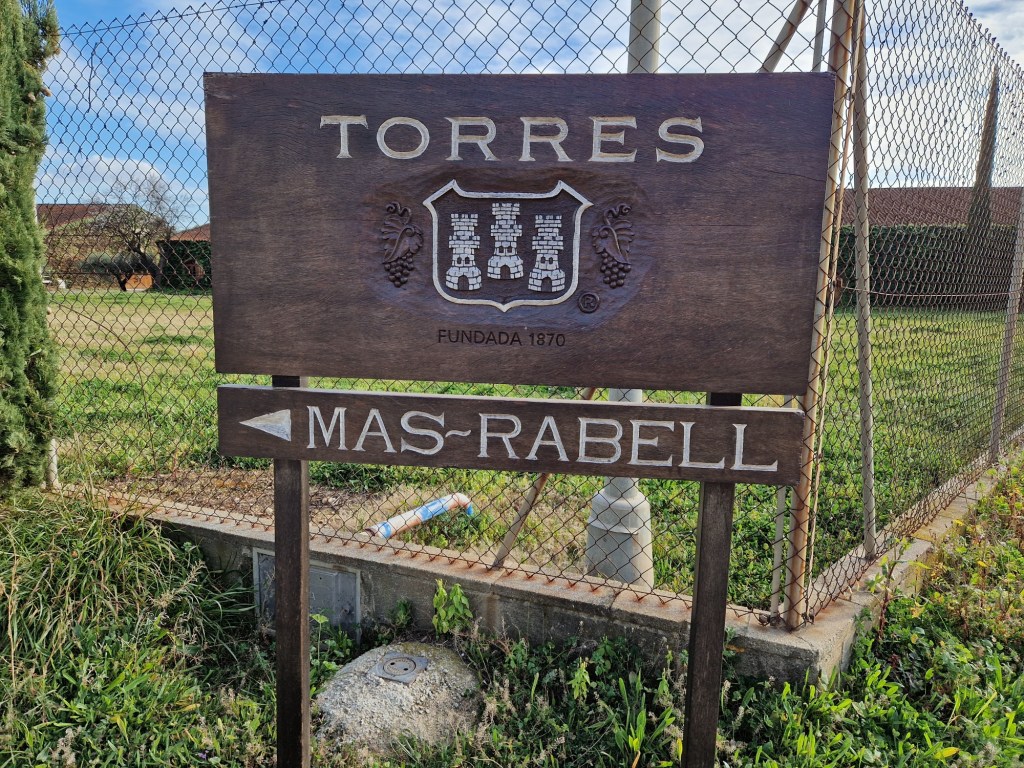 TORRES
®
FUNDADA 1870
MAS~RABELL